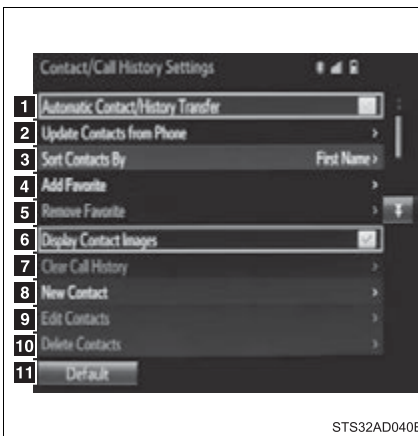 Contact/Call History Settings
1 Automatic Contact/History Transfer
2 Update Contacts from Phone
3 Sort Contacts By First Name
4 Add Favorite
5 Remove Favorite
6 Display Contact Images
7 Clear Call History
8 New Contact
9 Edit Contacts
10 Delete Contacts
11 Default
STS32AD040E